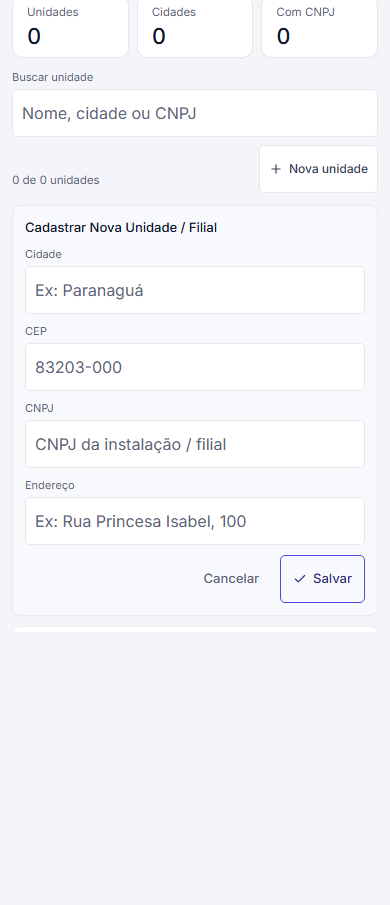 Unidades
Cidades
Com CNPJ
0
0
0
Buscar unidade
Nome, cidade ou CNPJ
0 de 0 unidades
Nova unidade
Cadastrar Nova Unidade / Filial
Cidade
Ex: Paranaguá
CEP
83203-000
CNPJ
CNPJ da instalação / filial
Endereço
Ex: Rua Princesa Isabel, 100
Cancelar
Salvar